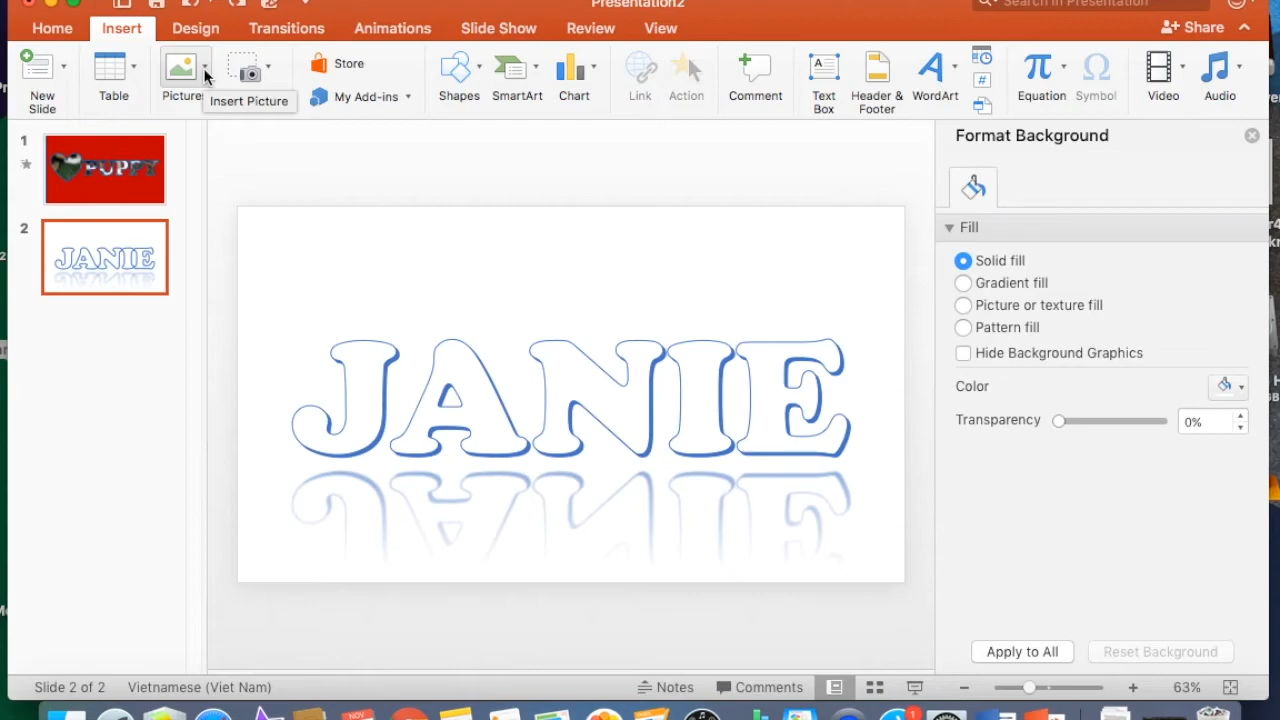 Presentation2
Search in Presentation
Home Insert Design Transitions Animations Slide Show Review View Share
Store
My Add-ins
New Slide
Table
Pictures
Insert Picture
Shapes
SmartArt
Chart
Link
Action
Comment
Text Box
Header & Footer
WordArt
Equation
Symbol
Video
Audio
1
PUPPY
2
JANIE
JANIE
Format Background
Fill
Solid fill
Gradient fill
Picture or texture fill
Pattern fill
Hide Background Graphics
Color
Transparency 0%
Apply to All Reset Background
Slide 2 of 2 Vietnamese (Viet Nam) Notes Comments 63%
NOV
1